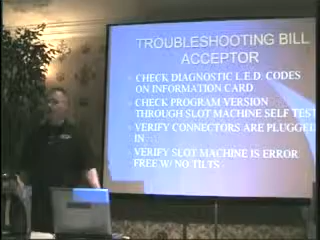 TROUBLESHOOTING BILL
ACCEPTOR
CHECK DIAGNOSTIC L.E.D. CODES
ON INFORMATION CARD
CHECK PROGRAM VERSION
THROUGH SLOT MACHINE SELF TEST
VERIFY CONNECTORS ARE PLUGGED
IN
VERIFY SLOT MACHINE IS ERROR
FREE W/ NO TILTS